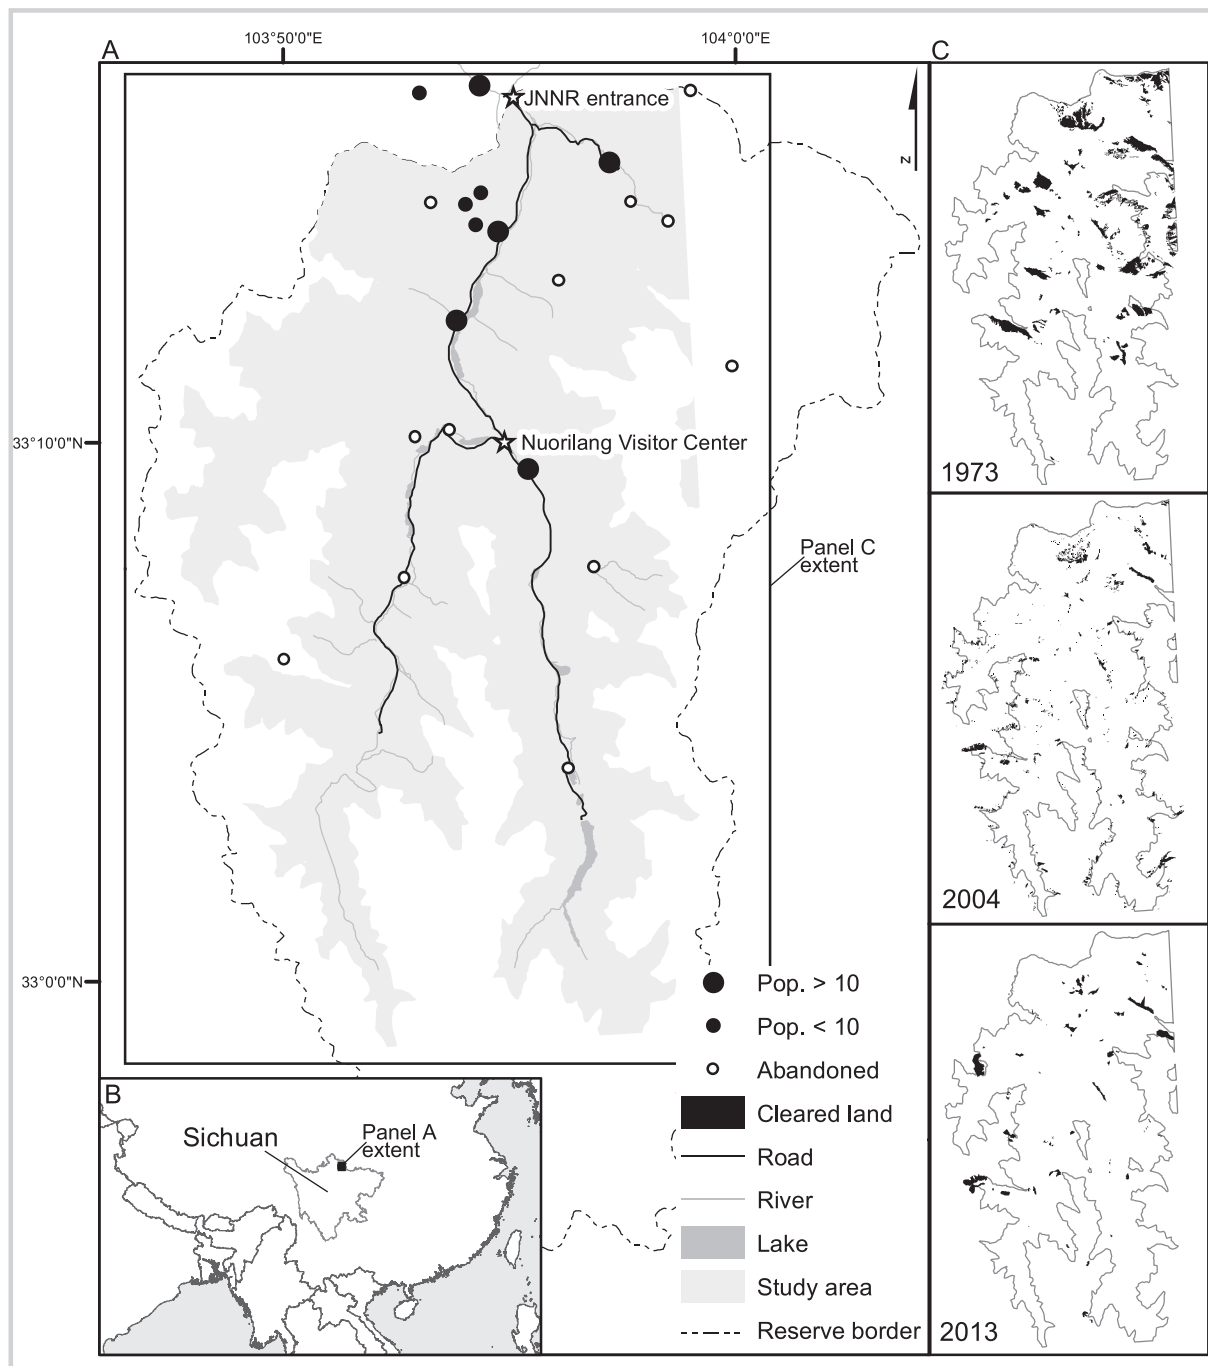 A
103°50'0"E
104°0'0"E
C
JNNR entrance
N
33°10'0"N
Nuorilang Visitor Center
Panel C
extent
33°0'0"N
Pop. > 10
Pop. < 10
Abandoned
Cleared land
Road
River
Lake
Study area
Reserve border
B
Sichuan
Panel A
extent
1973
2004
2013